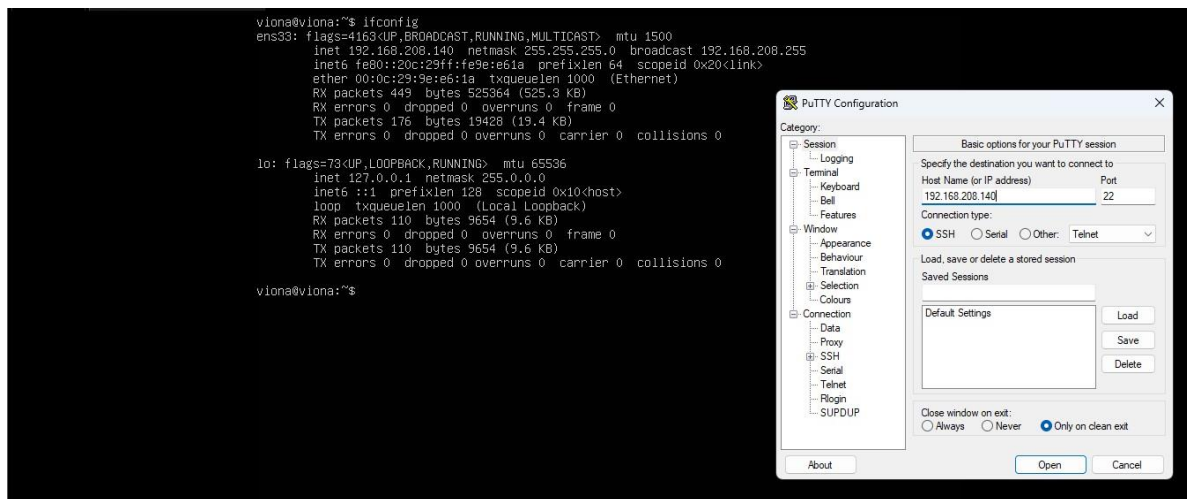 viona@viona:~$ ifconfig
ens33: flags=4163<UP,BROADCAST,RUNNING,MULTICAST>  mtu 1500
inet 192.168.208.140  netmask 255.255.255.0  broadcast 192.168.208.255
inet6 fe80::20c:29ff:fe9e:e61a  prefixlen 64  scopeid 0x20<link>
ether 00:0c:29:9e:e6:1a  txqueuelen 1000  (Ethernet)
RX packets 449  bytes 525364 (525.3 KB)
RX errors 0  dropped 0  overruns 0  frame 0
TX packets 176  bytes 19428 (19.4 KB)
TX errors 0  dropped 0 overruns 0  carrier 0  collisions 0
lo: flags=73<UP,LOOPBACK,RUNNING>  mtu 65536
inet 127.0.0.1  netmask 255.0.0.0
inet6 ::1  prefixlen 128  scopeid 0x10<host>
loop  txqueuelen 1000  (Local Loopback)
RX packets 110  bytes 9654 (9.6 KB)
RX errors 0  dropped 0  overruns 0  frame 0
TX packets 110  bytes 9654 (9.6 KB)
TX errors 0  dropped 0 overruns 0  carrier 0  collisions 0
viona@viona:~$
PuTTY Configuration
Category:
Session
Logging
Terminal
Keyboard
Bell
Features
Window
Appearance
Behaviour
Translation
Selection
Colours
Connection
Data
Proxy
SSH
Serial
Telnet
Rlogin
SUPDUP
Basic options for your PuTTY session
Specify the destination you want to connect to
Host Name (or IP address) Port
192.168.208.140 22
Connection type:
SSH Serial Other: Telnet
Load, save or delete a stored session
Saved Sessions
Default Settings
Load
Save
Delete
Close window on exit:
Always Never Only on clean exit
About Open Cancel